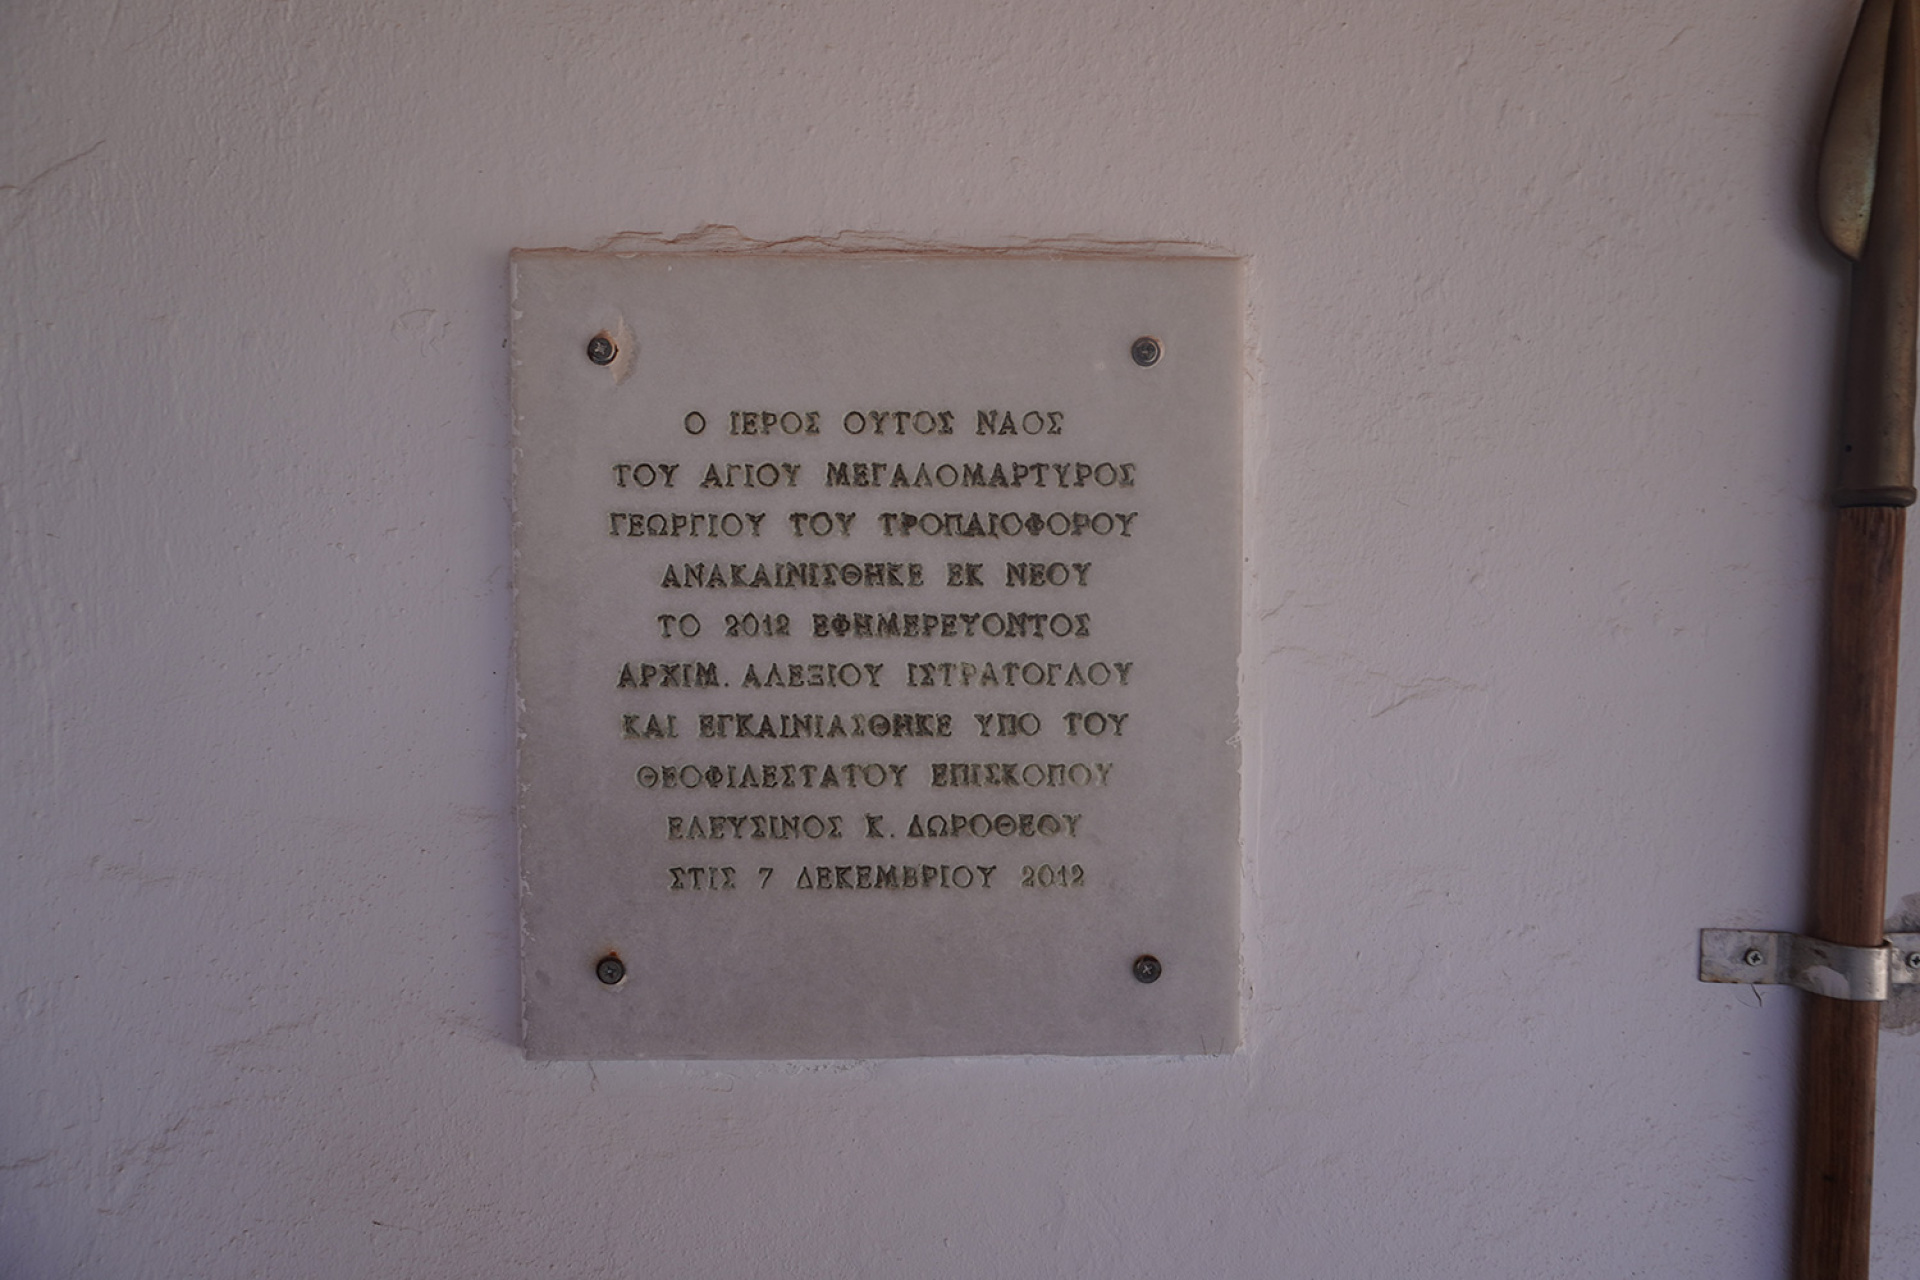 Ο ΙΕΡΟΣ ΟΥΤΟΣ ΝΑΟΣ
ΤΟΥ ΑΓΙΟΥ ΜΕΓΑΛΟΜΑΡΤΥΡΟΣ
ΓΕΩΡΓΙΟΥ ΤΟΥ ΤΡΟΠΑΙΟΦΟΡΟΥ
ΑΝΑΚΑΙΝΙΣΘΗΚΕ ΕΚ ΝΕΟΥ
ΤΟ 2012 ΕΦΗΜΕΡΕΥΟΝΤΟΣ
ΑΡΧΙΜ. ΑΛΕΞΙΟΥ ΙΣΤΡΑΤΟΓΛΟΥ
ΚΑΙ ΕΓΚΑΙΝΙΑΣΘΗΚΕ ΥΠΟ ΤΟΥ
ΘΕΟΦΙΛΕΣΤΑΤΟΥ ΕΠΙΣΚΟΠΟΥ
ΕΛΕΥΣΙΝΟΣ Κ. ΔΩΡΟΘΕΟΥ
ΣΤΙΣ 7 ΔΕΚΕΜΒΡΙΟΥ 2012